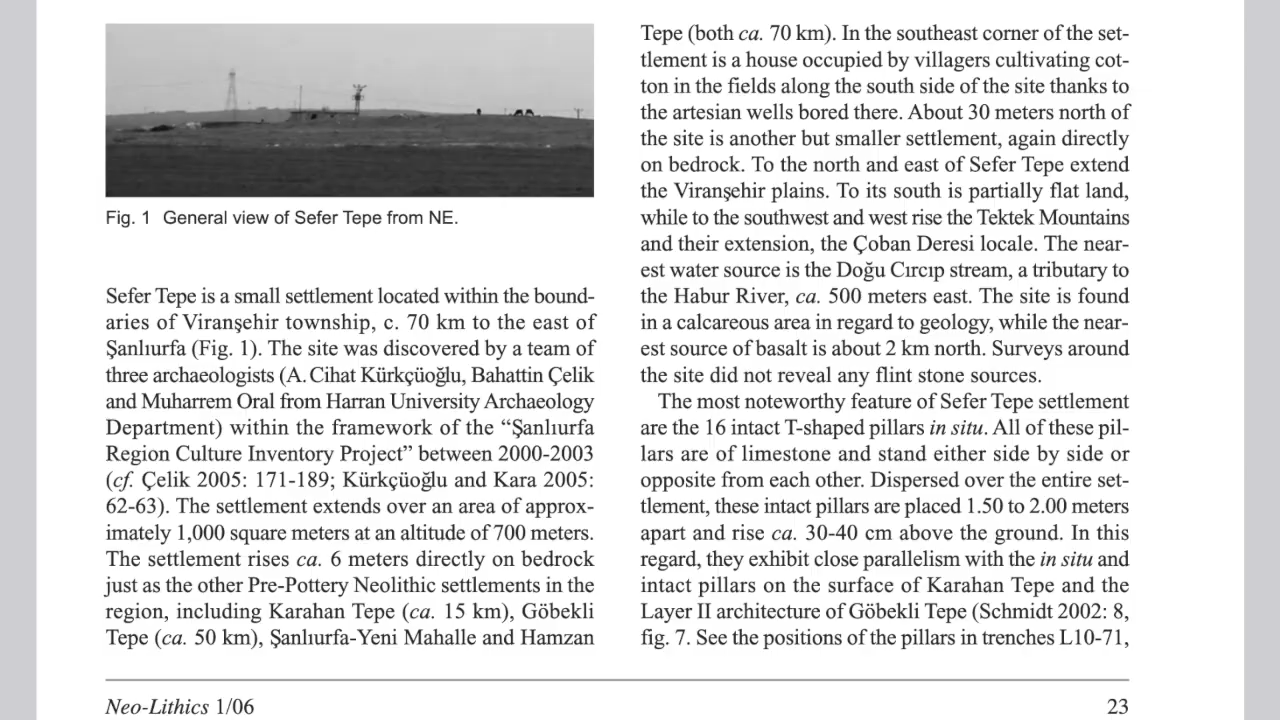 Fig. 1 General view of Sefer Tepe from NE.
Sefer Tepe is a small settlement located within the bound-
aries of Viranşehir township, c. 70 km to the east of
Şanlıurfa (Fig. 1). The site was discovered by a team of
three archaeologists (A. Cihat Kürkçüoğlu, Bahattin Çelik
and Muharrem Oral from Harran University Archaeology
Department) within the framework of the “Şanlıurfa
Region Culture Inventory Project” between 2000-2003
(cf. Çelik 2005: 171-189; Kürkçüoğlu and Kara 2005:
62-63). The settlement extends over an area of approx-
imately 1,000 square meters at an altitude of 700 meters.
The settlement rises ca. 6 meters directly on bedrock
just as the other Pre-Pottery Neolithic settlements in the
region, including Karahan Tepe (ca. 15 km), Göbekli
Tepe (ca. 50 km), Şanlıurfa-Yeni Mahalle and Hamzan
Tepe (both ca. 70 km). In the southeast corner of the set-
tlement is a house occupied by villagers cultivating cot-
ton in the fields along the south side of the site thanks to
the artesian wells bored there. About 30 meters north of
the site is another but smaller settlement, again directly
on bedrock. To the north and east of Sefer Tepe extend
the Viranşehir plains. To its south is partially flat land,
while to the southwest and west rise the Tektek Mountains
and their extension, the Çoban Deresi locale. The near-
est water source is the Doğu Cırcıp stream, a tributary to
the Habur River, ca. 500 meters east. The site is found
in a calcareous area in regard to geology, while the near-
est source of basalt is about 2 km north. Surveys around
the site did not reveal any flint stone sources.
The most noteworthy feature of Sefer Tepe settlement
are the 16 intact T-shaped pillars in situ. All of these pil-
lars are of limestone and stand either side by side or
opposite from each other. Dispersed over the entire set-
tlement, these intact pillars are placed 1.50 to 2.00 meters
apart and rise ca. 30-40 cm above the ground. In this
regard, they exhibit close parallelism with the in situ and
intact pillars on the surface of Karahan Tepe and the
Layer II architecture of Göbekli Tepe (Schmidt 2002: 8,
fig. 7. See the positions of the pillars in trenches L10-71,
Neo-Lithics 1/06
23